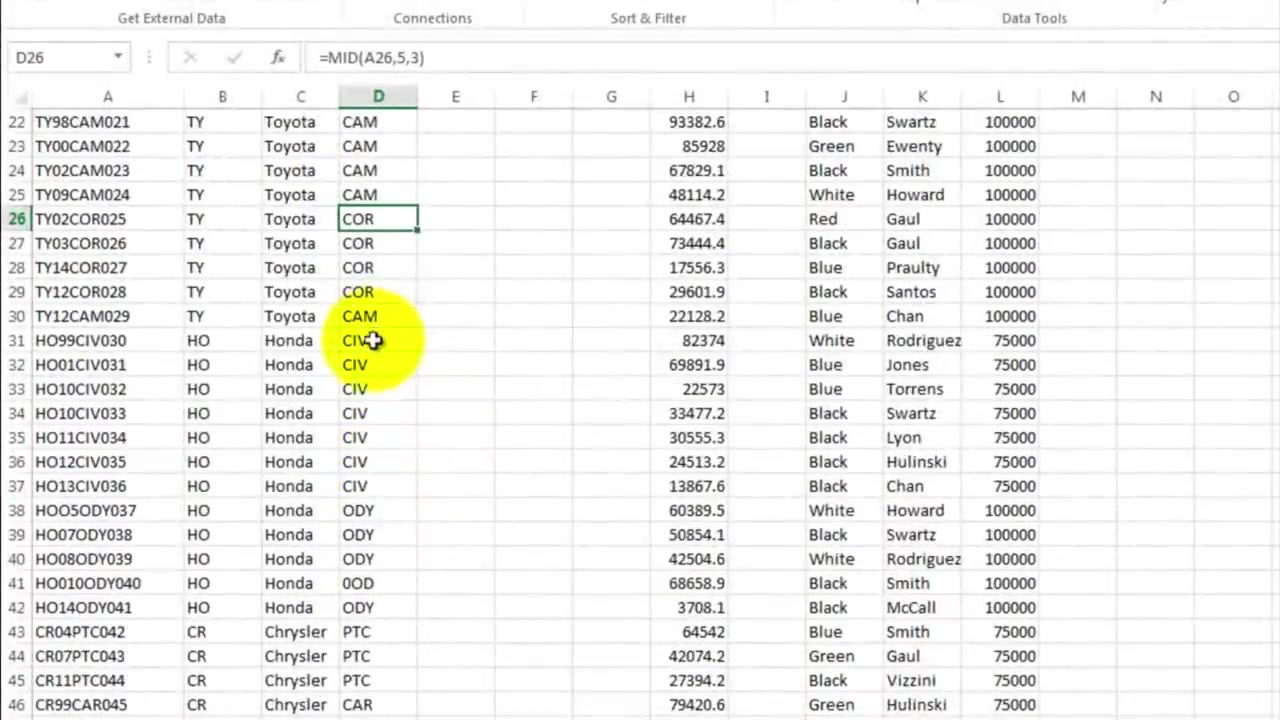 Get External Data Connections Sort & Filter Data Tools
D26 fx =MID(A26,5,3)
A B C D E F G H I J K L M N O
22 TY98CAM021 TY Toyota CAM 93382.6 Black Swartz 100000
23 TY00CAM022 TY Toyota CAM 85928 Green Ewenty 100000
24 TY02CAM023 TY Toyota CAM 67829.1 Black Smith 100000
25 TY09CAM024 TY Toyota CAM 48114.2 White Howard 100000
26 TY02COR025 TY Toyota COR 64467.4 Red Gaul 100000
27 TY03COR026 TY Toyota COR 73444.4 Black Gaul 100000
28 TY14COR027 TY Toyota COR 17556.3 Blue Praulty 100000
29 TY12COR028 TY Toyota COR 29601.9 Black Santos 100000
30 TY12CAM029 TY Toyota CAM 22128.2 Blue Chan 100000
31 HO99CIV030 HO Honda CIV 82374 White Rodriguez 75000
32 HO01CIV031 HO Honda CIV 69891.9 Blue Jones 75000
33 HO10CIV032 HO Honda CIV 22573 Blue Torrens 75000
34 HO10CIV033 HO Honda CIV 33477.2 Black Swartz 75000
35 HO11CIV034 HO Honda CIV 30555.3 Black Lyon 75000
36 HO12CIV035 HO Honda CIV 24513.2 Black Hulinski 75000
37 HO13CIV036 HO Honda CIV 13867.6 Black Chan 75000
38 HOO5ODY037 HO Honda ODY 60389.5 White Howard 100000
39 HO07ODY038 HO Honda ODY 50854.1 Black Swartz 100000
40 HO08ODY039 HO Honda ODY 42504.6 White Rodriguez 100000
41 HO010ODY040 HO Honda 0OD 68658.9 Black Smith 100000
42 HO14ODY041 HO Honda ODY 3708.1 Black McCall 100000
43 CR04PTC042 CR Chrysler PTC 64542 Blue Smith 75000
44 CR07PTC043 CR Chrysler PTC 42074.2 Green Gaul 75000
45 CR11PTC044 CR Chrysler PTC 27394.2 Black Vizzini 75000
46 CR99CAR045 CR Chrysler CAR 79420.6 Green Hulinski 75000